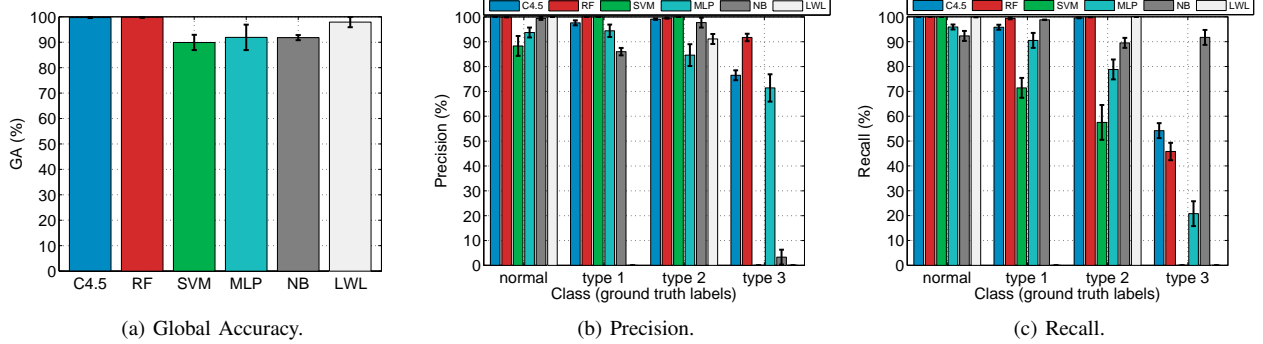 100
90
80
70
60
50
40
30
20
10
0
GA (%)
C4.5 RF SVM MLP NB LWL
(a) Global Accuracy.
C4.5 RF SVM MLP NB LWL
100
90
80
70
60
50
40
30
20
10
0
Precision (%)
normal type 1 type 2 type 3
Class (ground truth labels)
(b) Precision.
C4.5 RF SVM MLP NB LWL
100
90
80
70
60
50
40
30
20
10
0
Recall (%)
normal type 1 type 2 type 3
Class (ground truth labels)
(c) Recall.